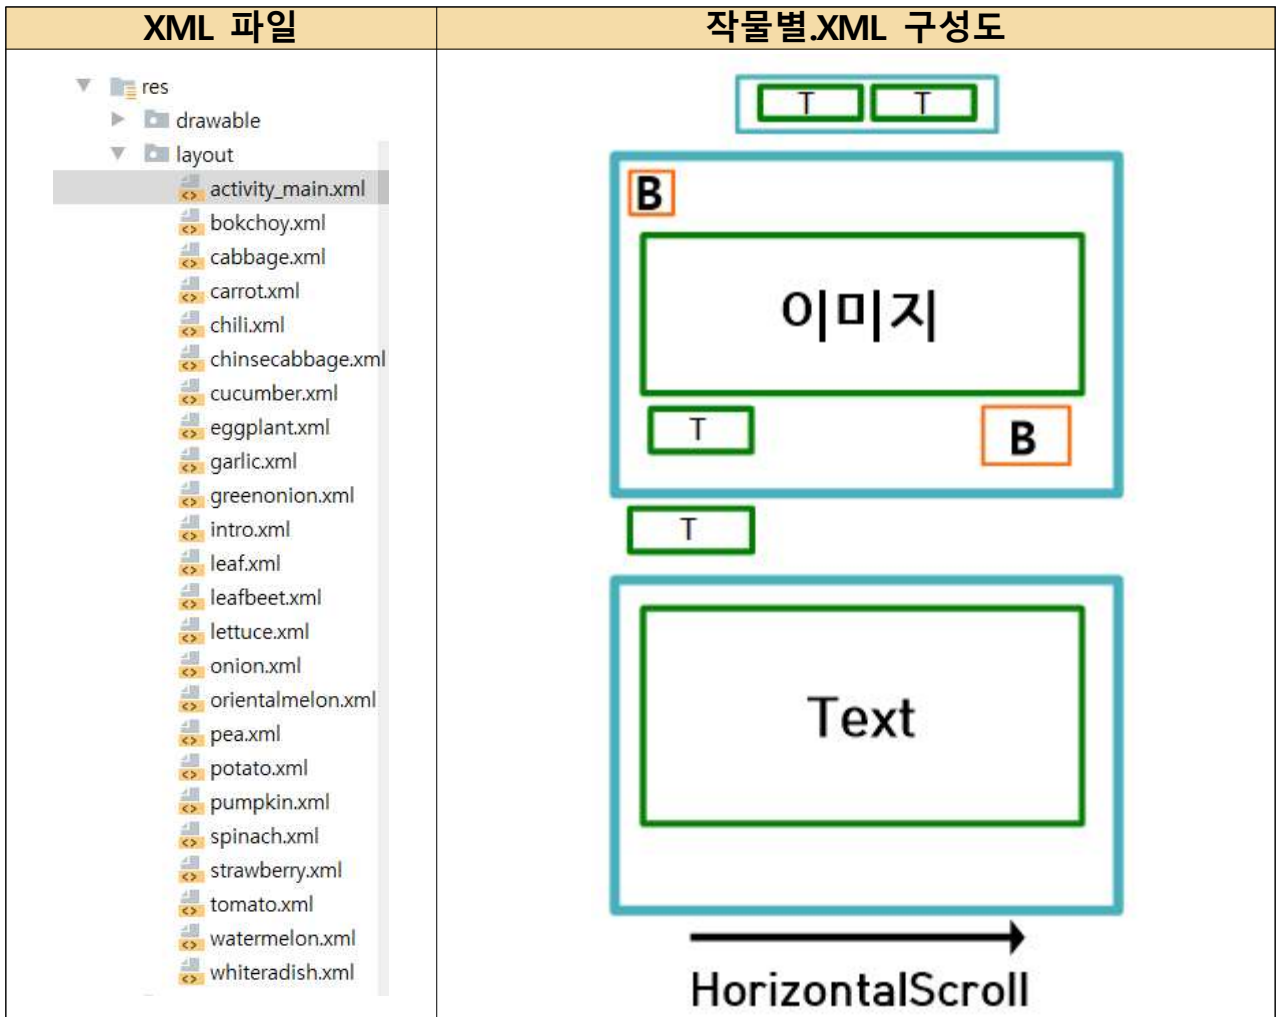 XML 파일
작물별.XML 구성도
res
drawable
layout
activity_main.xml
bokchoy.xml
cabbage.xml
carrot.xml
chili.xml
chinsecabbage.xml
cucumber.xml
eggplant.xml
garlic.xml
greenonion.xml
intro.xml
leaf.xml
leafbeet.xml
lettuce.xml
onion.xml
orientalmelon.xml
pea.xml
potato.xml
pumpkin.xml
spinach.xml
strawberry.xml
tomato.xml
watermelon.xml
whiteradish.xml
T T
B
이미지
T B
T
Text
HorizontalScroll